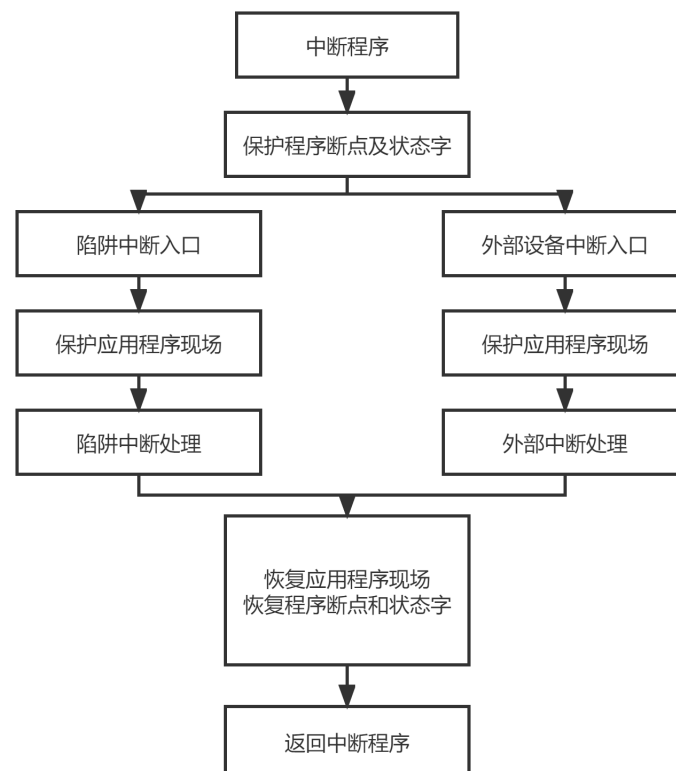 中断程序
保护程序断点及状态字
陷阱中断入口
外部设备中断入口
保护应用程序现场
保护应用程序现场
陷阱中断处理
外部中断处理
恢复应用程序现场
恢复程序断点和状态字
返回中断程序